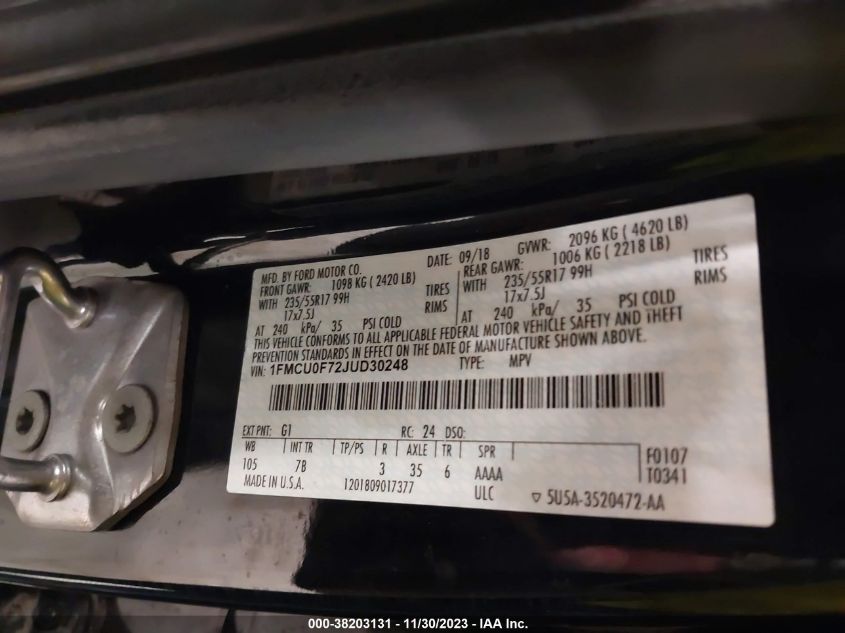 MFD. BY FORD MOTOR CO.
DATE: 09/18 GVWR: 2096 KG ( 4620 LB)
FRONT GAWR: 1098 KG ( 2420 LB) REAR GAWR: 1006 KG ( 2218 LB)
WITH 235/55R17 99H TIRES WITH 235/55R17 99H TIRES
17x7.5J RIMS 17x7.5J RIMS
AT 240 kPa/ 35 PSI COLD AT 240 kPa/ 35 PSI COLD
THIS VEHICLE CONFORMS TO ALL APPLICABLE FEDERAL MOTOR VEHICLE SAFETY AND THEFT
PREVENTION STANDARDS IN EFFECT ON THE DATE OF MANUFACTURE SHOWN ABOVE.
VIN: 1FMCU0F72JUD30248 TYPE: MPV
EXT PNT: G1 RC: 24 DSO:
WB INT TR TP/PS R AXLE TR SPR F0107
105 7B 3 35 6 AAAA T0341
MADE IN U.S.A. 1201809017377 ULC ▽ 5U5A-3520472-AA
000-38203131 - 11/30/2023 - IAA Inc.